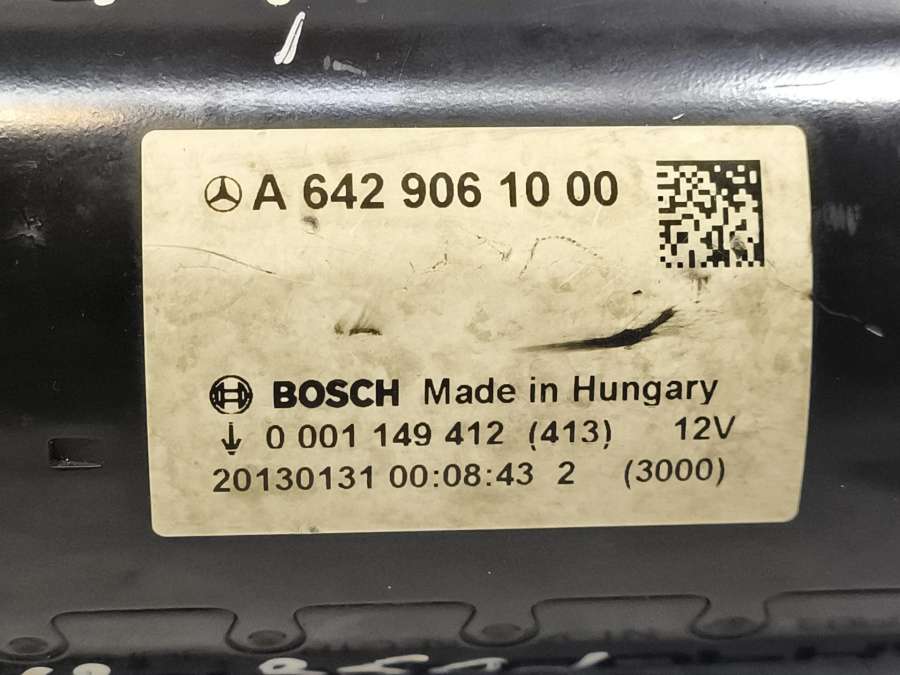 A 642 906 10 00
BOSCH Made in Hungary
0 001 149 412 (413) 12V
20130131 00:08:43 2 (3000)